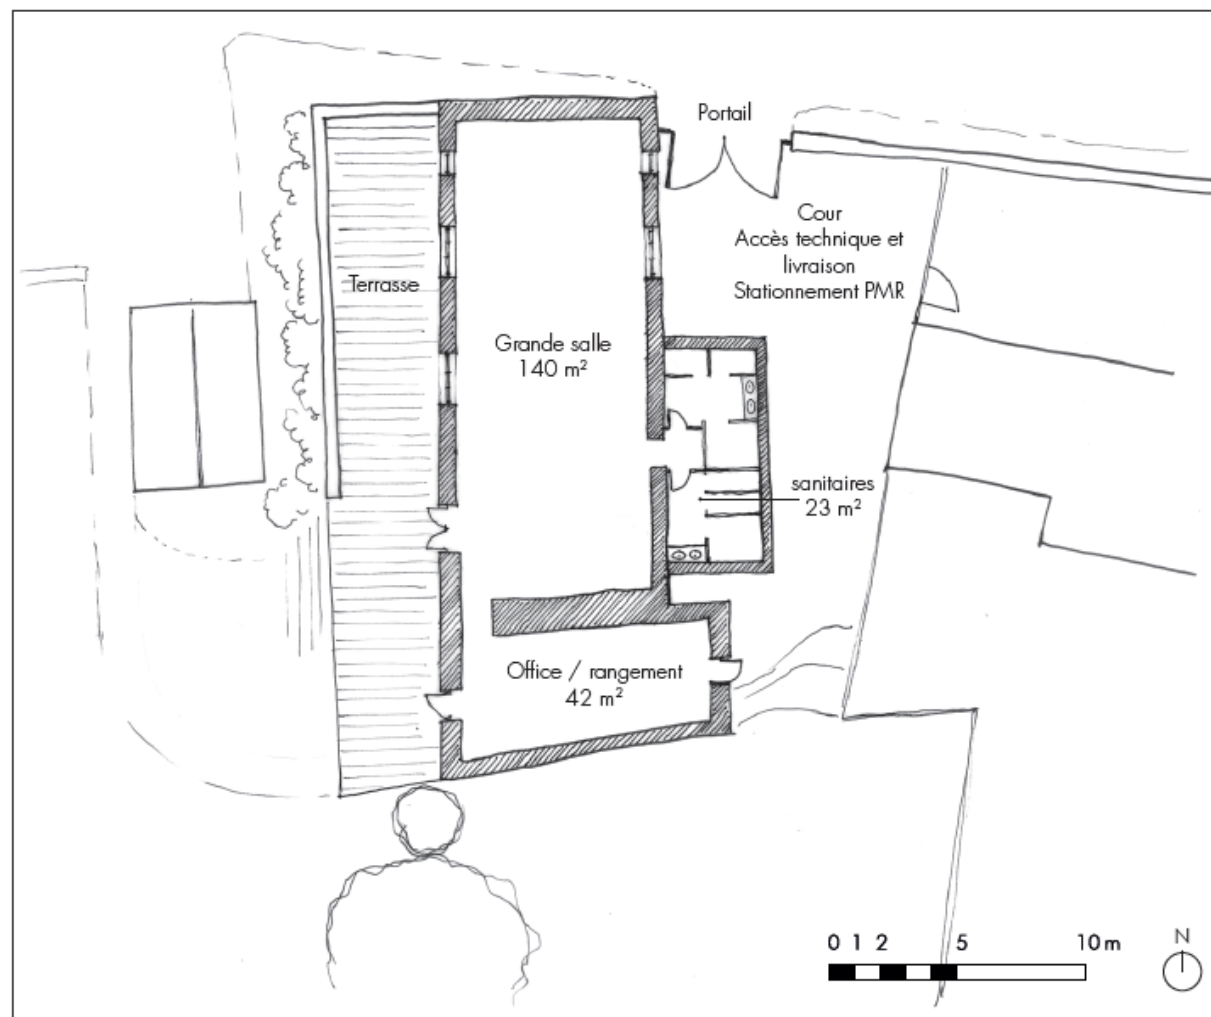 Portail
Cour
Accès technique et
livraison
Stationnement PMR
Terrasse
Grande salle
140 m²
sanitaires
23 m²
Office / rangement
42 m²
0 1 2 5 10 m
N